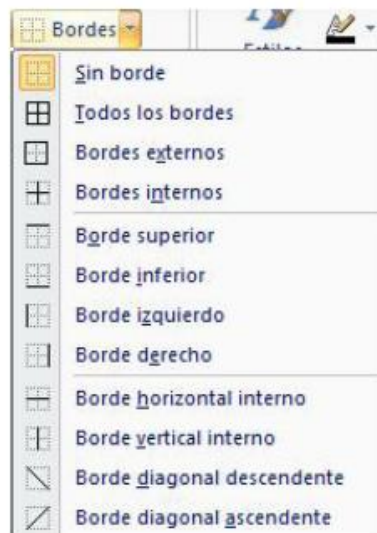 Bordes
Estilos
Sin borde
Todos los bordes
Bordes externos
Bordes internos
Borde superior
Borde inferior
Borde izquierdo
Borde derecho
Borde horizontal interno
Borde vertical interno
Borde diagonal descendente
Borde diagonal ascendente